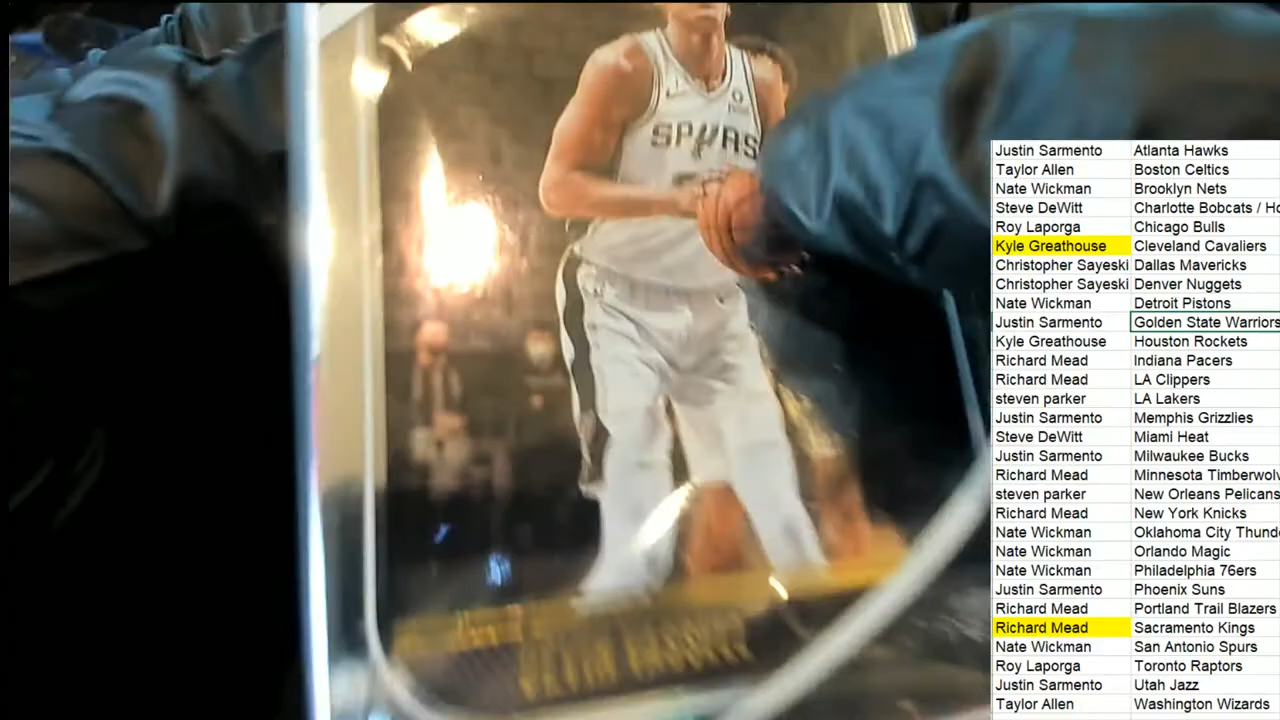 SPURS
Justin Sarmento Atlanta Hawks
Taylor Allen Boston Celtics
Nate Wickman Brooklyn Nets
Steve DeWitt Charlotte Bobcats / Ho
Roy Laporga Chicago Bulls
Kyle Greathouse Cleveland Cavaliers
Christopher Sayeski Dallas Mavericks
Christopher Sayeski Denver Nuggets
Nate Wickman Detroit Pistons
Justin Sarmento Golden State Warriors
Kyle Greathouse Houston Rockets
Richard Mead Indiana Pacers
Richard Mead LA Clippers
steven parker LA Lakers
Justin Sarmento Memphis Grizzlies
Steve DeWitt Miami Heat
Justin Sarmento Milwaukee Bucks
Richard Mead Minnesota Timberwolv
steven parker New Orleans Pelicans
Richard Mead New York Knicks
Nate Wickman Oklahoma City Thund
Nate Wickman Orlando Magic
Nate Wickman Philadelphia 76ers
Justin Sarmento Phoenix Suns
Richard Mead Portland Trail Blazers
Richard Mead Sacramento Kings
Nate Wickman San Antonio Spurs
Roy Laporga Toronto Raptors
Justin Sarmento Utah Jazz
Taylor Allen Washington Wizards